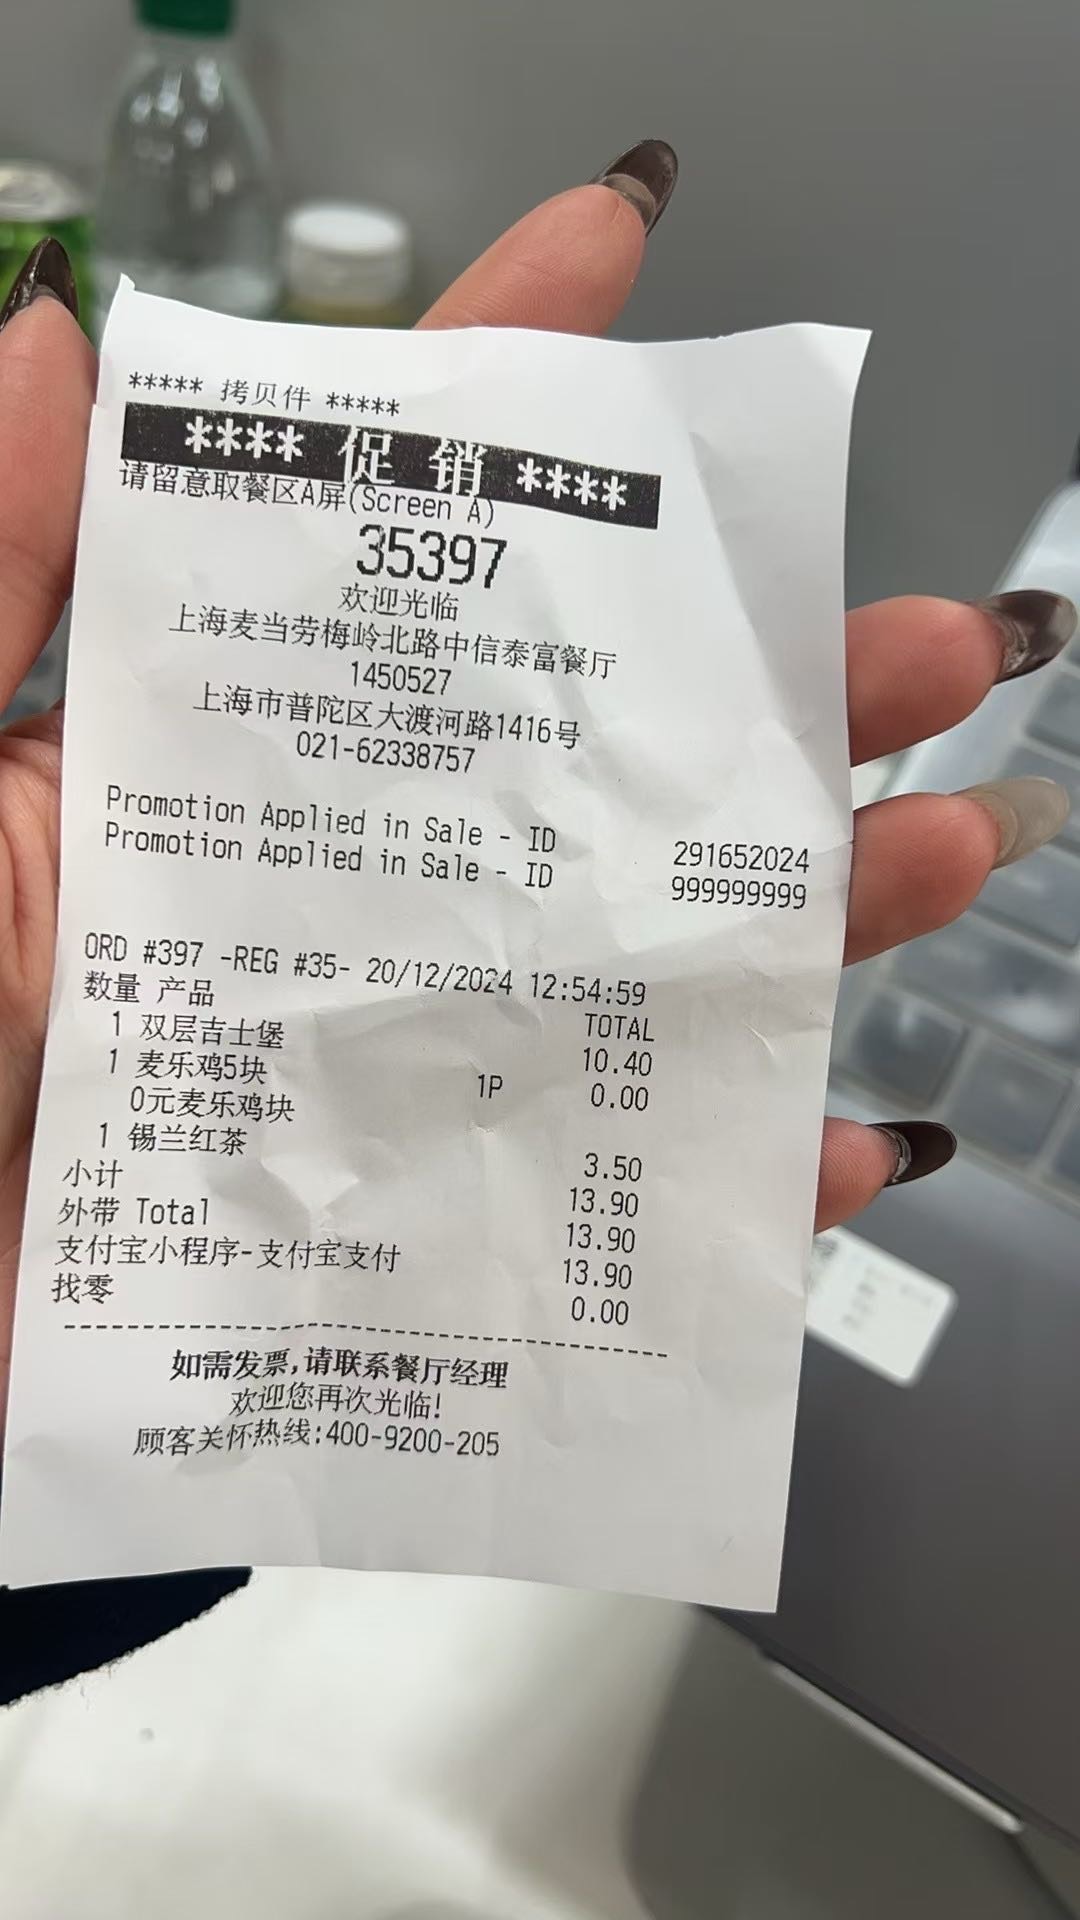 ***** 拷贝件 *****
**** 促 销 ****
请留意取餐区A屏(Screen A)
35397
欢迎光临
上海麦当劳梅岭北路中信泰富餐厅
1450527
上海市普陀区大渡河路1416号
021-62338757
Promotion Applied in Sale - ID 291652024
Promotion Applied in Sale - ID 999999999
ORD #397 -REG #35- 20/12/2024 12:54:59
数量 产品 TOTAL
1 双层吉士堡 10.40
1 麦乐鸡5块 1P 0.00
0元麦乐鸡块
1 锡兰红茶 3.50
小计 13.90
外带 Total 13.90
支付宝小程序-支付宝支付 13.90
找零 0.00
如需发票,请联系餐厅经理
欢迎您再次光临!
顾客关怀热线:400-9200-205